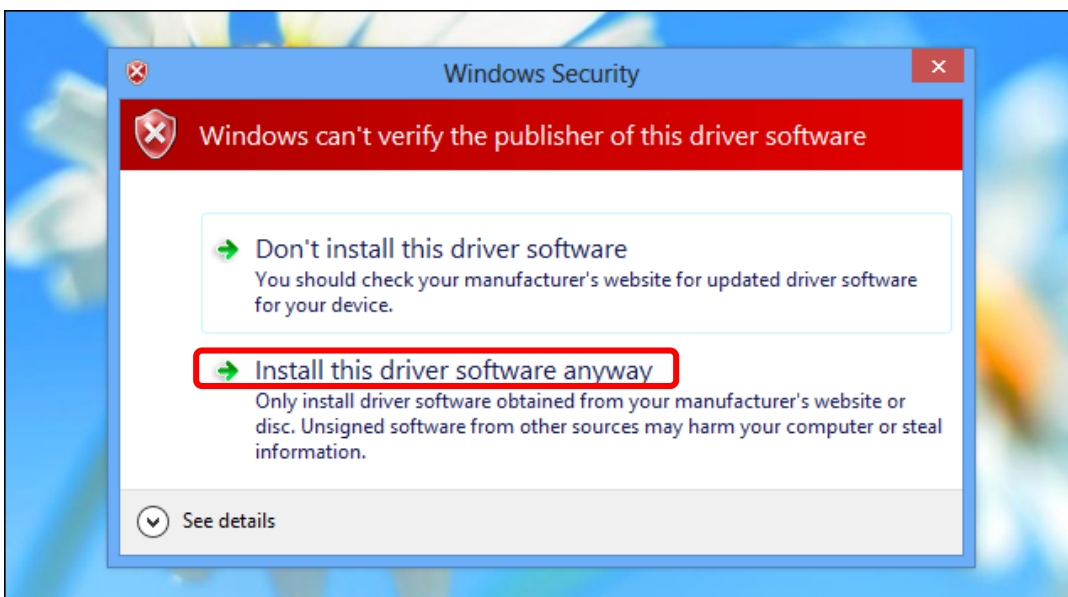 Windows Security
Windows can't verify the publisher of this driver software
Don't install this driver software
You should check your manufacturer's website for updated driver software
for your device.
Install this driver software anyway
Only install driver software obtained from your manufacturer's website or
disc. Unsigned software from other sources may harm your computer or steal
information.
See details